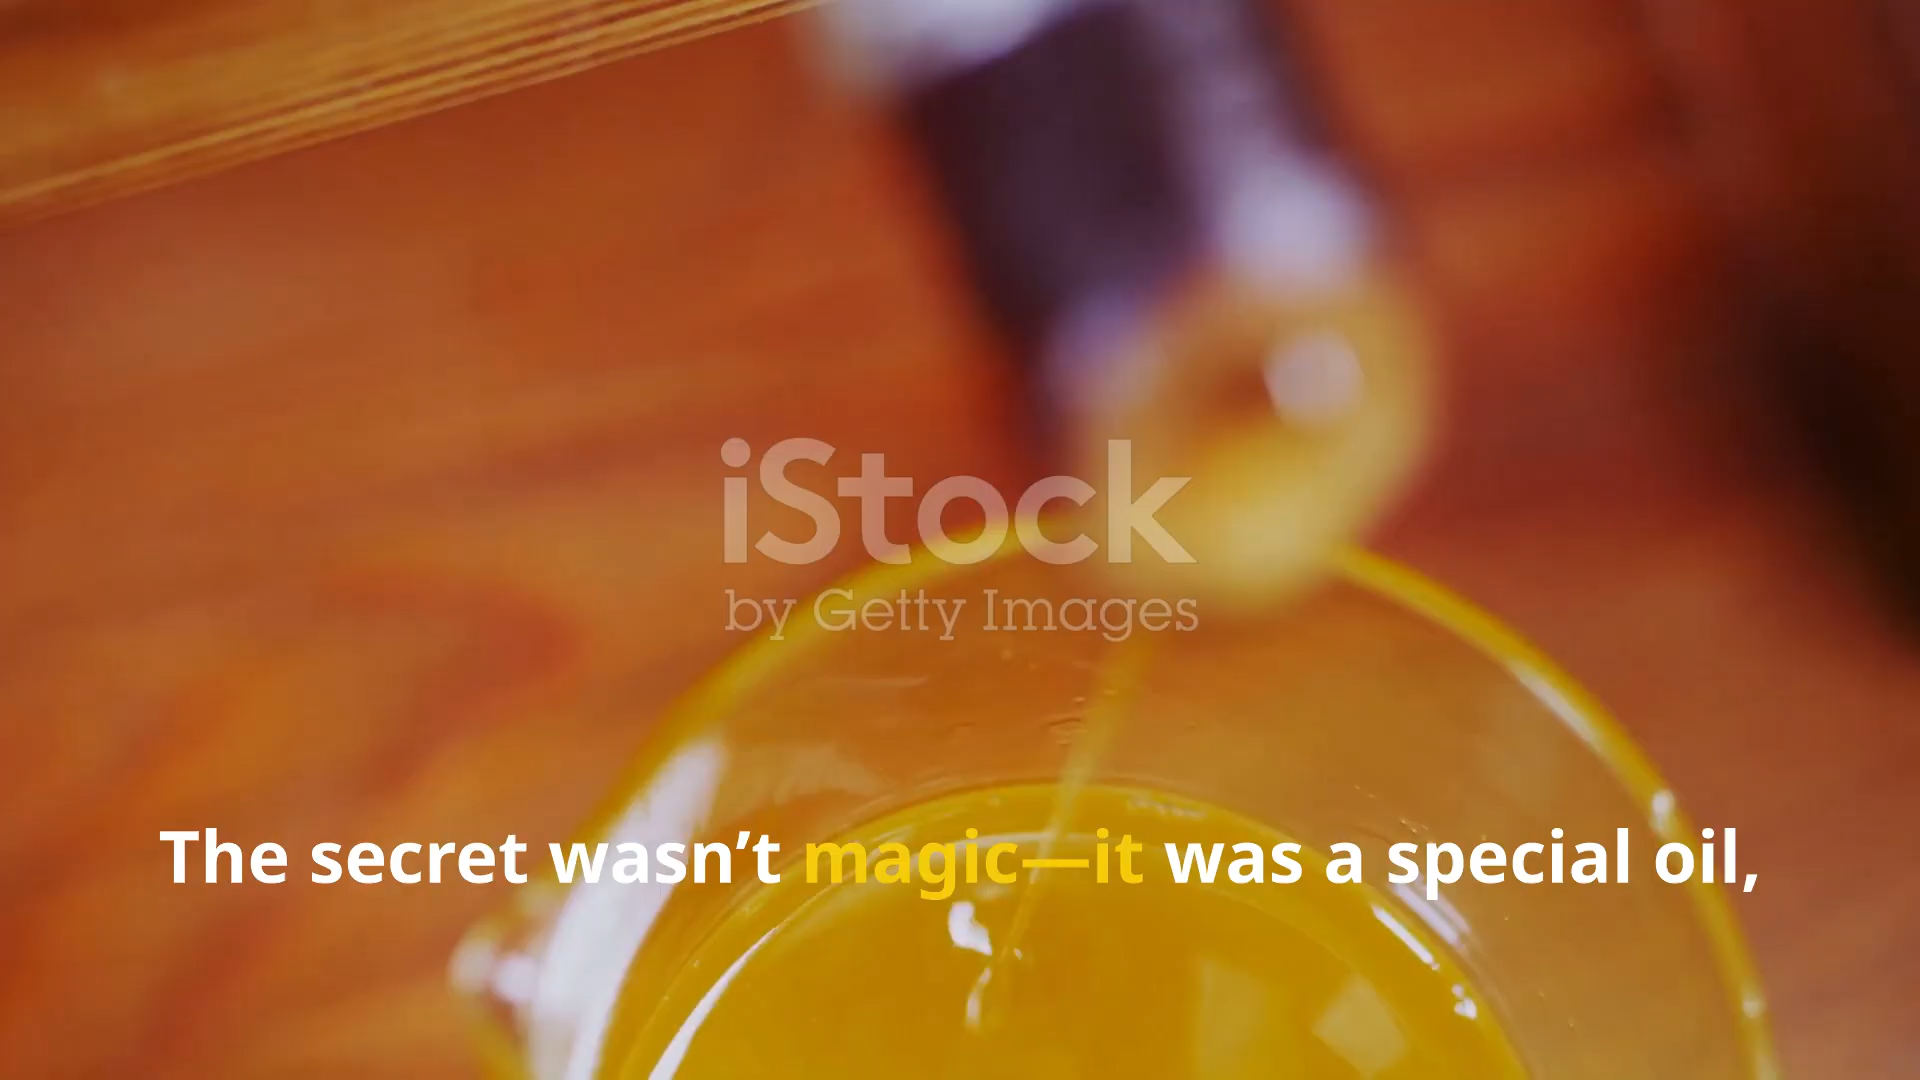 iStock
by Getty Images
The secret wasn’t magic—it was a special oil,